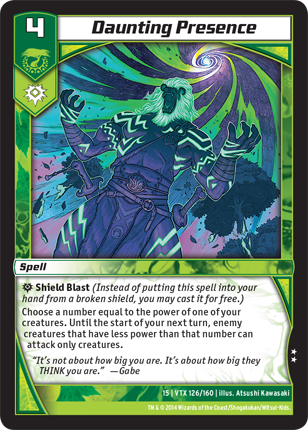 4
Daunting Presence
Spell
Shield Blast (Instead of putting this spell into your
hand from a broken shield, you may cast it for free.)
Choose a number equal to the power of one of your
creatures. Until the start of your next turn, enemy
creatures that have less power than that number can
attack only creatures.
“It's not about how big you are. It's about how big they
THINK you are.” —Gabe
15 | VTX 126/160 | illus. Atsushi Kawasaki
TM & © 2014 Wizards of the Coast/Shogakukan/Mitsui-Kids.